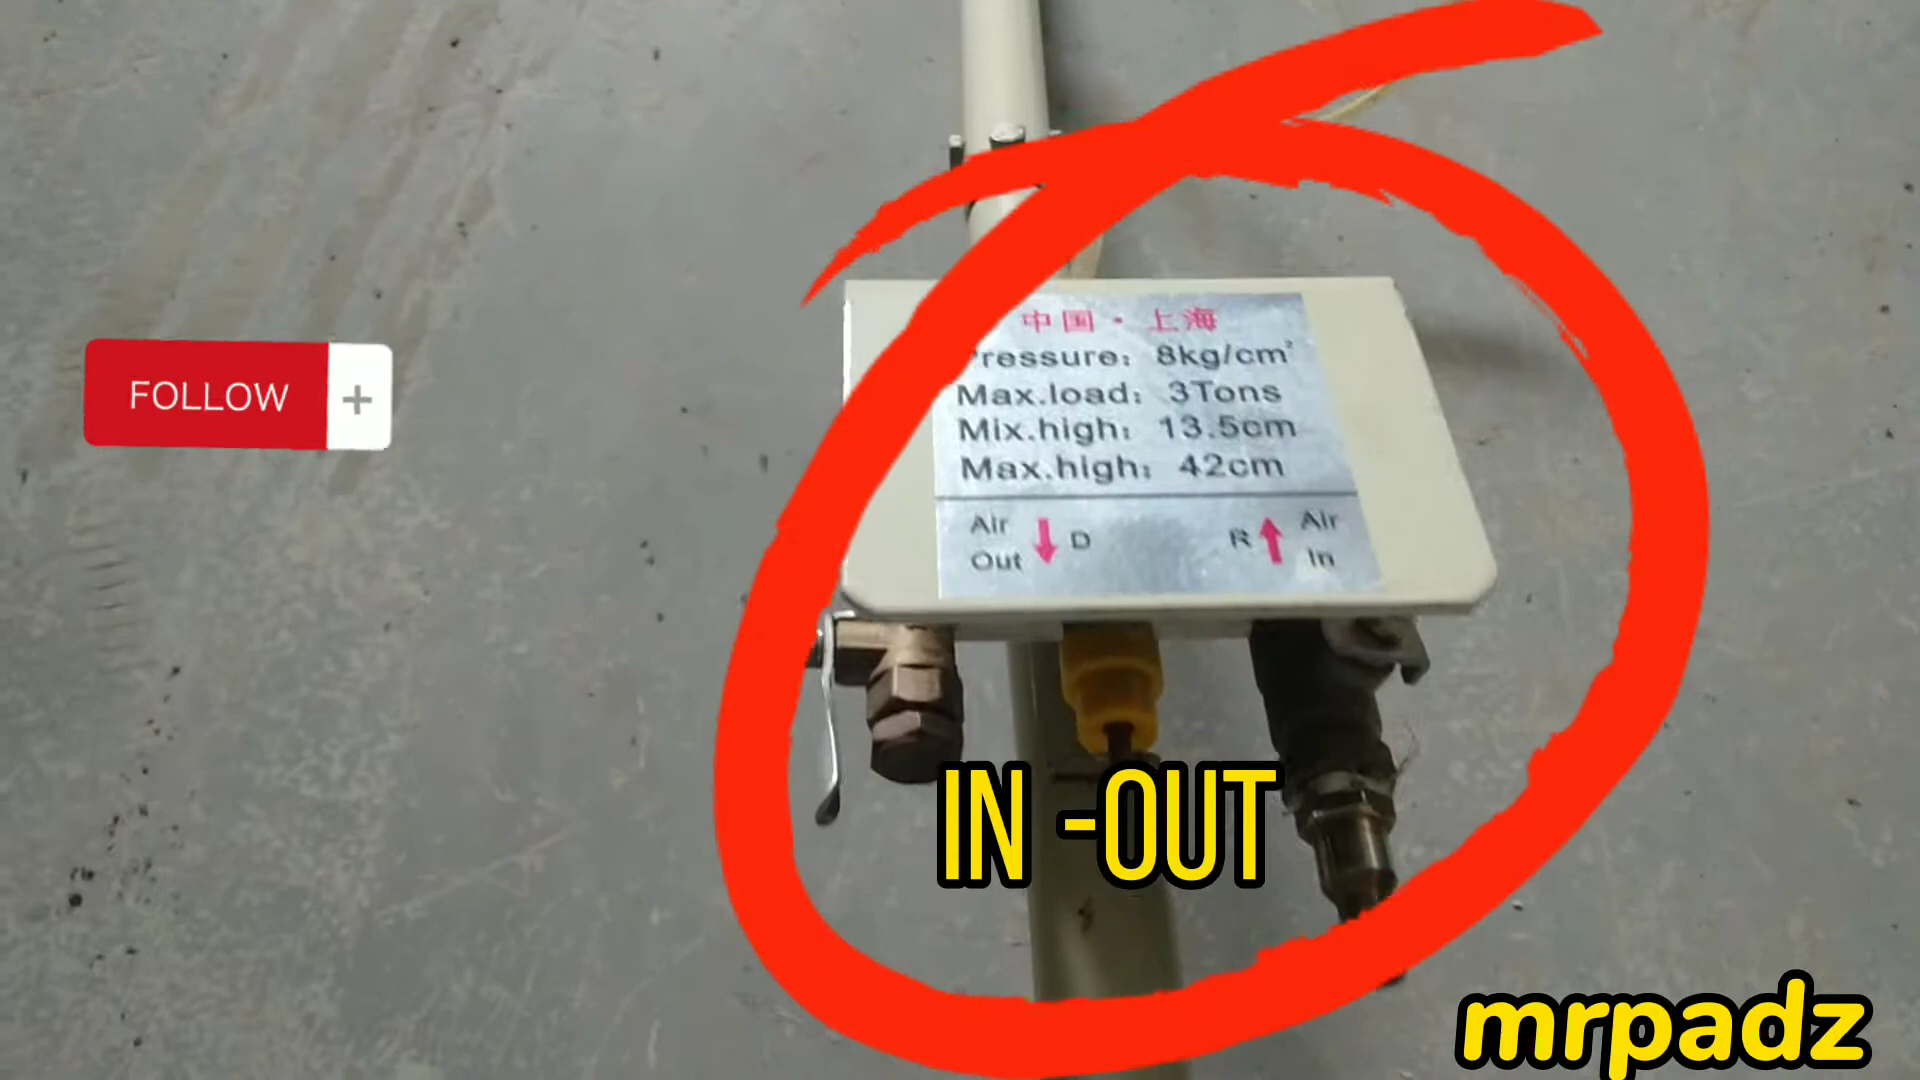 中国·上海
Pressure: 8kg/cm²
Max.load: 3Tons
Mix.high: 13.5cm
Max.high: 42cm
Air Out D
R Air In
FOLLOW +
IN -OUT
mrpadz